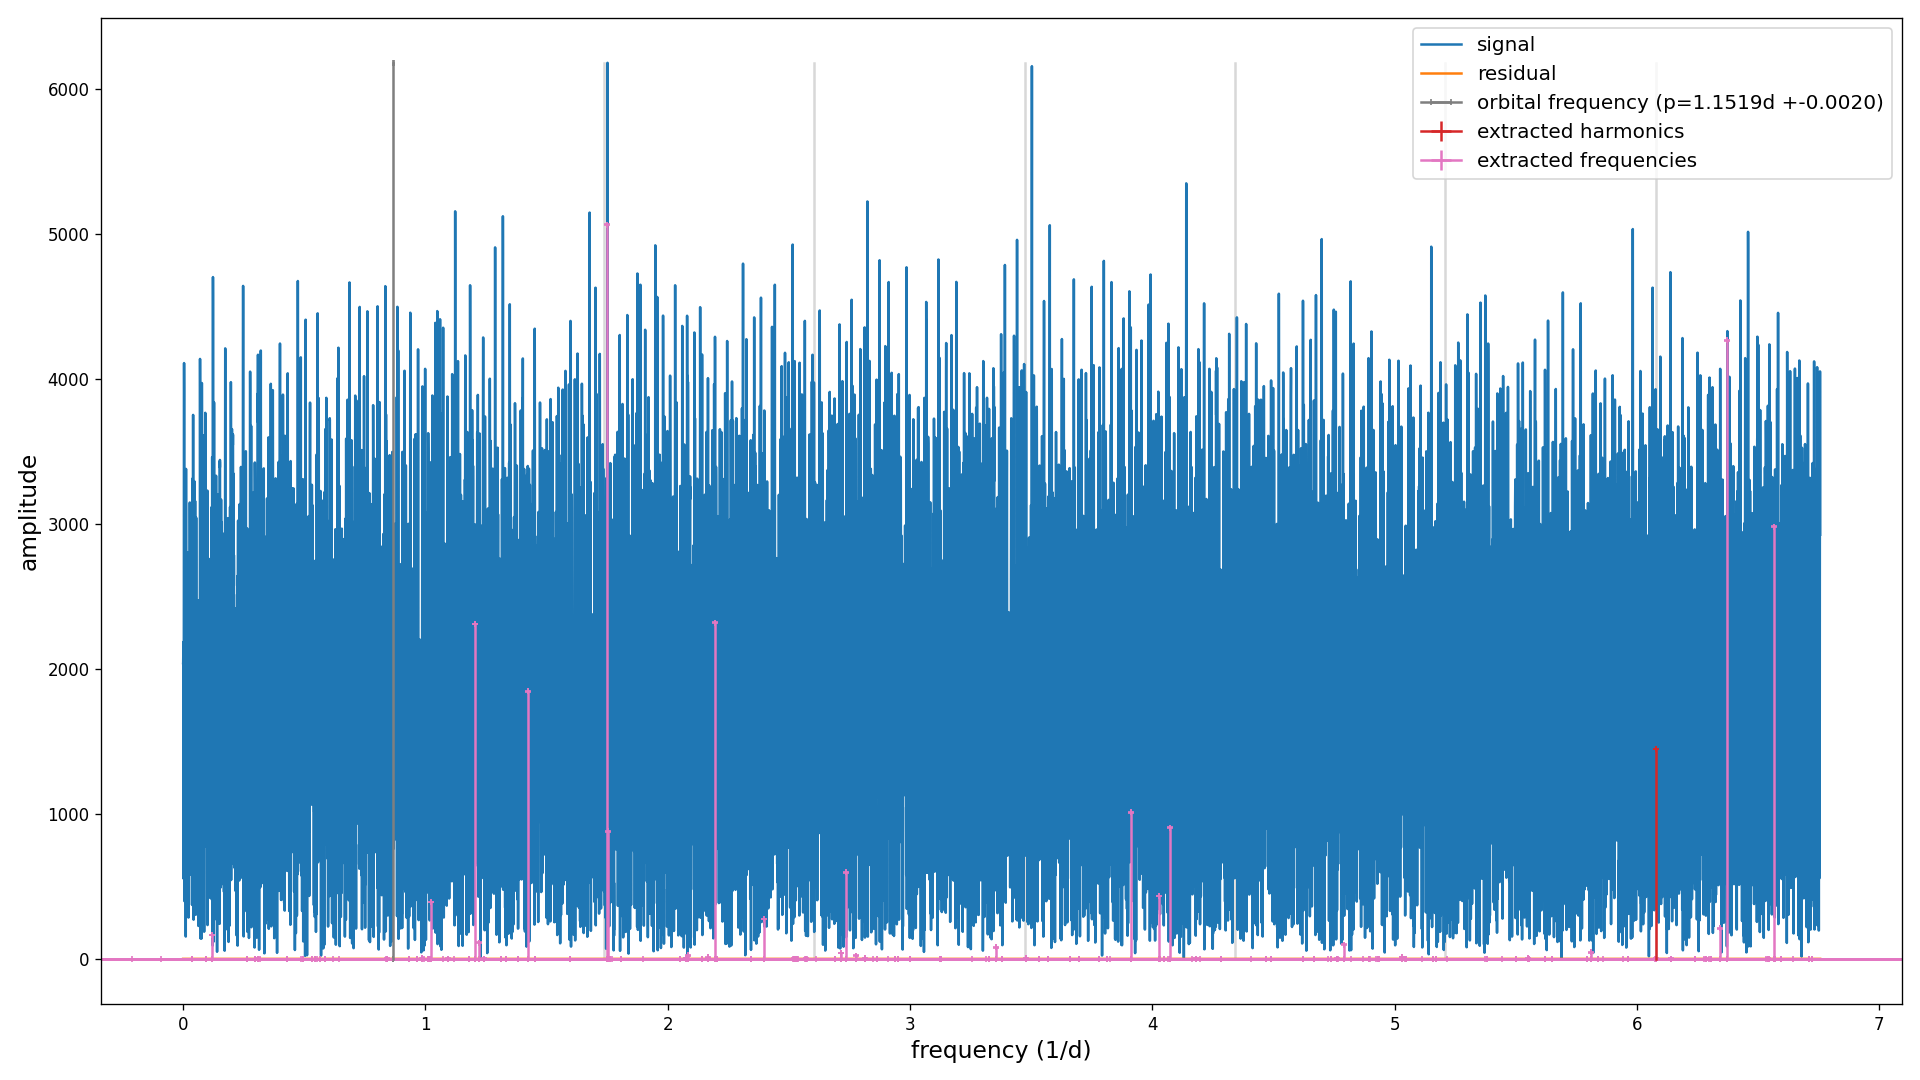 signal
residual
orbital frequency (p=1.1519d +-0.0020)
extracted harmonics
extracted frequencies
amplitude
6000
5000
4000
3000
2000
1000
0
0 1 2 3 4 5 6 7
frequency (1/d)